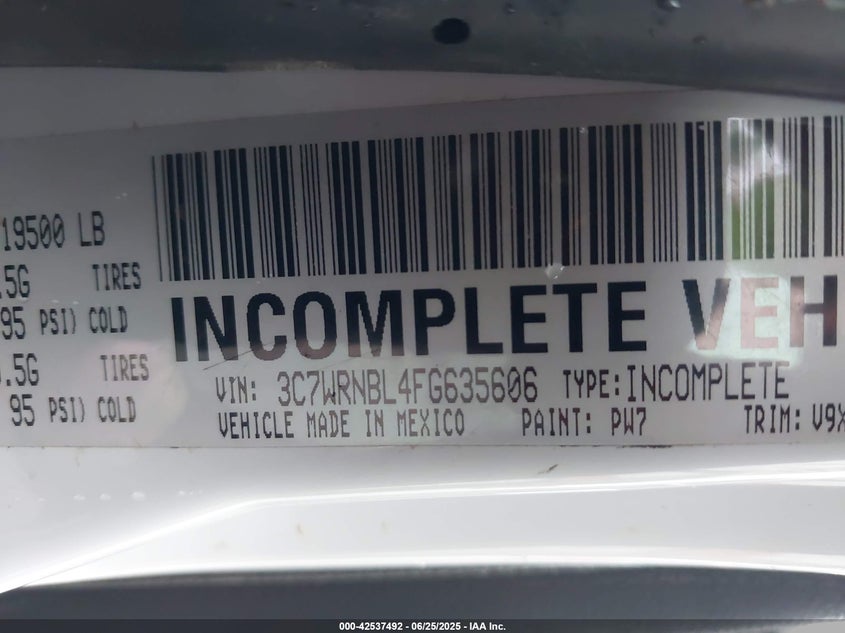 19500 LB
.5G TIRES
95 PSI) COLD
.5G TIRES
95 PSI) COLD
INCOMPLETE VEH
VIN: 3C7WRNBL4FG635606 TYPE: INCOMPLETE
VEHICLE MADE IN MEXICO PAINT: PW7 TRIM: V9X
000-42537492 - 06/25/2025 - IAA Inc.